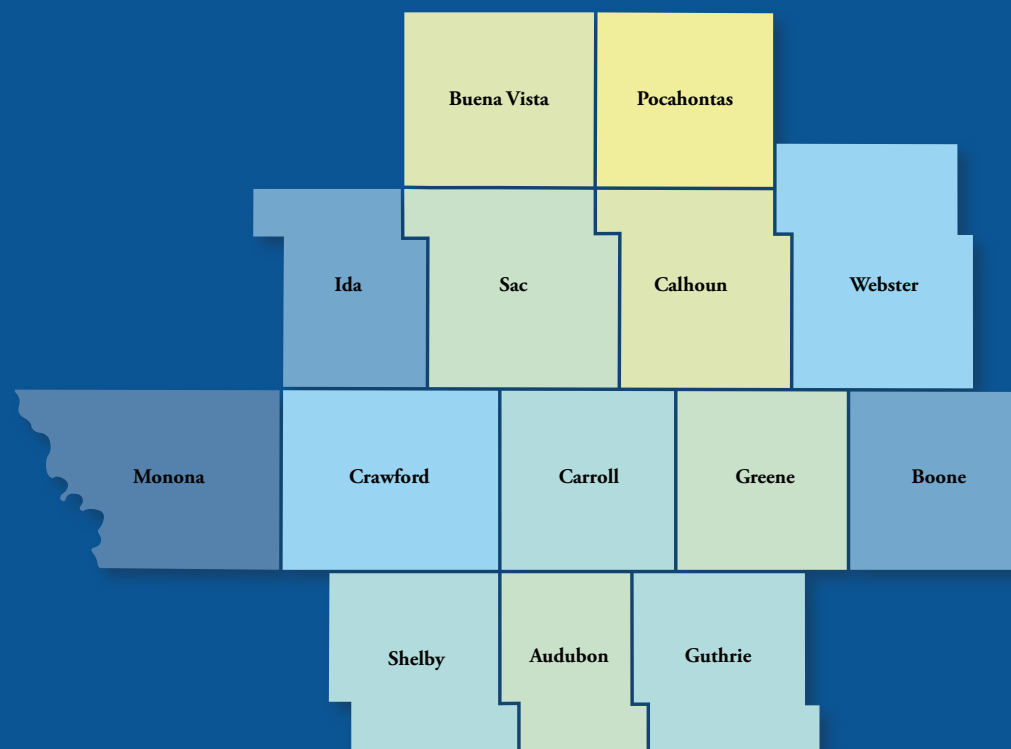 Buena Vista
Pocahontas
Ida
Sac
Calhoun
Webster
Monona
Crawford
Carroll
Greene
Boone
Shelby
Audubon
Guthrie